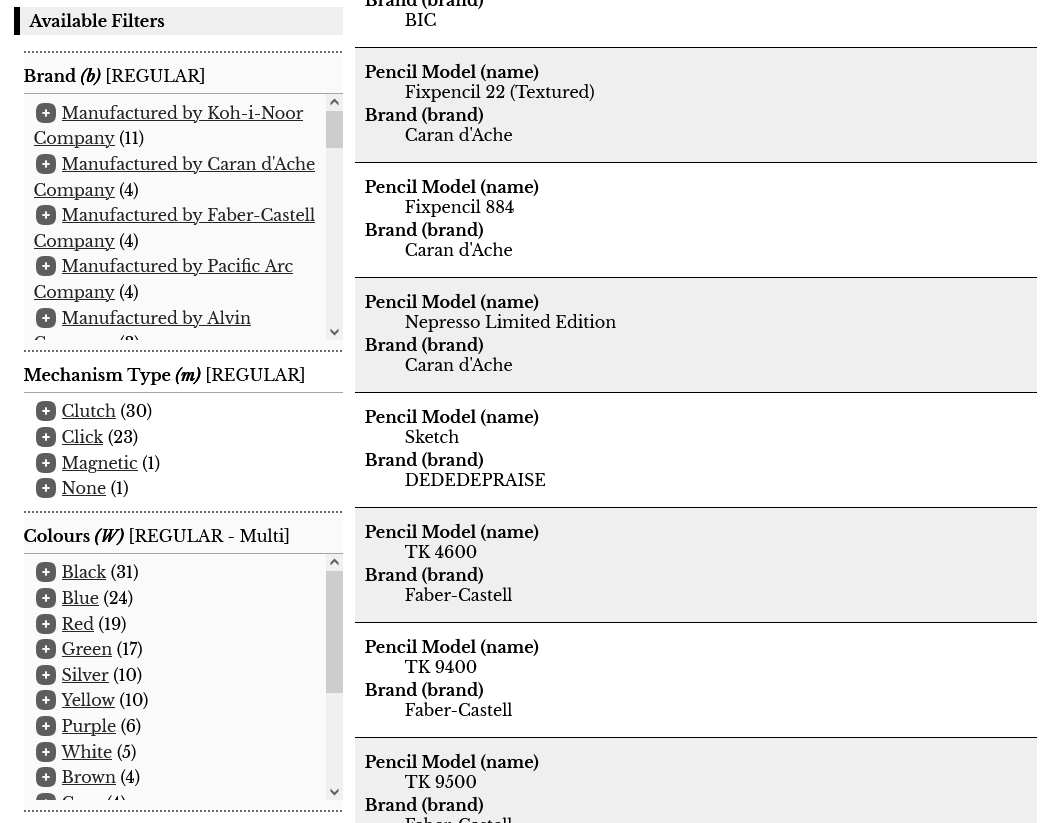 Available Filters
Brand (b) [REGULAR]
Manufactured by Koh-i-Noor
Company (11)
Manufactured by Caran d'Ache
Company (4)
Manufactured by Faber-Castell
Company (4)
Manufactured by Pacific Arc
Company (4)
Manufactured by Alvin
Mechanism Type (m) [REGULAR]
Clutch (30)
Click (23)
Magnetic (1)
None (1)
Colours (W) [REGULAR - Multi]
Black (31)
Blue (24)
Red (19)
Green (17)
Silver (10)
Yellow (10)
Purple (6)
White (5)
Brown (4)
Brand (brand)
BIC
Pencil Model (name)
Fixpencil 22 (Textured)
Brand (brand)
Caran d'Ache
Pencil Model (name)
Fixpencil 884
Brand (brand)
Caran d'Ache
Pencil Model (name)
Nepresso Limited Edition
Brand (brand)
Caran d'Ache
Pencil Model (name)
Sketch
Brand (brand)
DEDEDEPRAISE
Pencil Model (name)
TK 4600
Brand (brand)
Faber-Castell
Pencil Model (name)
TK 9400
Brand (brand)
Faber-Castell
Pencil Model (name)
TK 9500
Brand (brand)
Faber-Castell